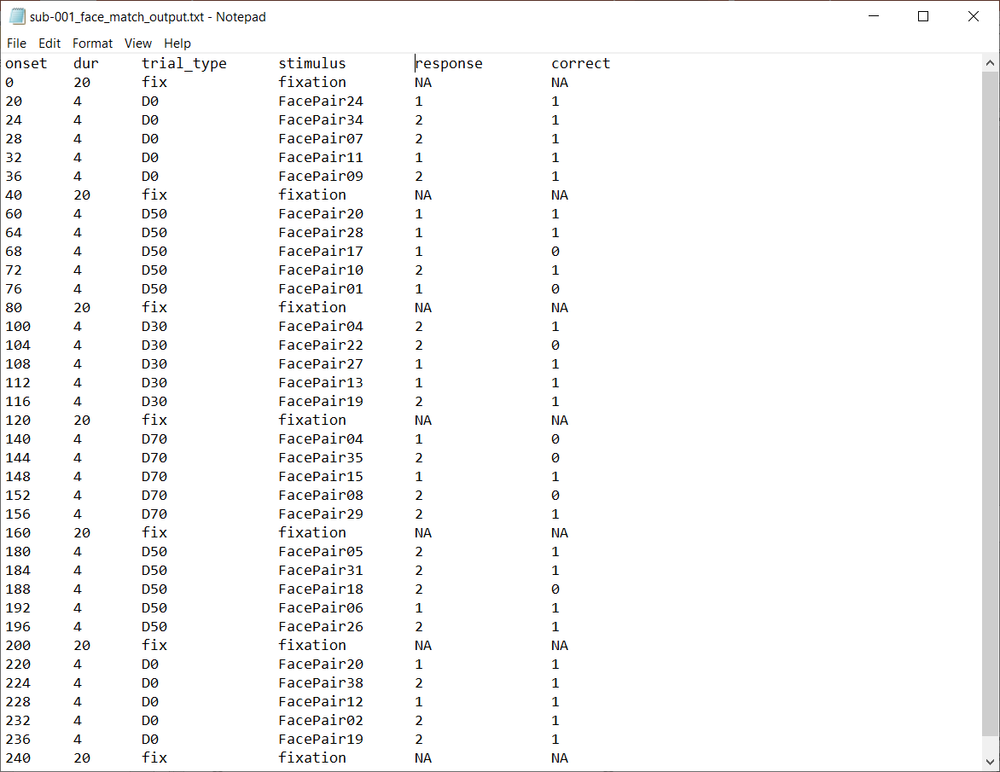 sub-001_face_match_output.txt - Notepad
File Edit Format View Help
onset dur trial_type stimulus response correct
0 20 fix fixation NA NA
20 4 D0 FacePair24 1 1
24 4 D0 FacePair34 2 1
28 4 D0 FacePair07 2 1
32 4 D0 FacePair11 1 1
36 4 D0 FacePair09 2 1
40 20 fix fixation NA NA
60 4 D50 FacePair20 1 1
64 4 D50 FacePair28 1 1
68 4 D50 FacePair17 1 0
72 4 D50 FacePair10 2 1
76 4 D50 FacePair01 1 0
80 20 fix fixation NA NA
100 4 D30 FacePair04 2 1
104 4 D30 FacePair22 2 0
108 4 D30 FacePair27 1 1
112 4 D30 FacePair13 1 1
116 4 D30 FacePair19 2 1
120 20 fix fixation NA NA
140 4 D70 FacePair04 1 0
144 4 D70 FacePair35 2 0
148 4 D70 FacePair15 1 1
152 4 D70 FacePair08 2 0
156 4 D70 FacePair29 2 1
160 20 fix fixation NA NA
180 4 D50 FacePair05 2 1
184 4 D50 FacePair31 2 1
188 4 D50 FacePair18 2 0
192 4 D50 FacePair06 1 1
196 4 D50 FacePair26 2 1
200 20 fix fixation NA NA
220 4 D0 FacePair20 1 1
224 4 D0 FacePair38 2 1
228 4 D0 FacePair12 1 1
232 4 D0 FacePair02 2 1
236 4 D0 FacePair19 2 1
240 20 fix fixation NA NA